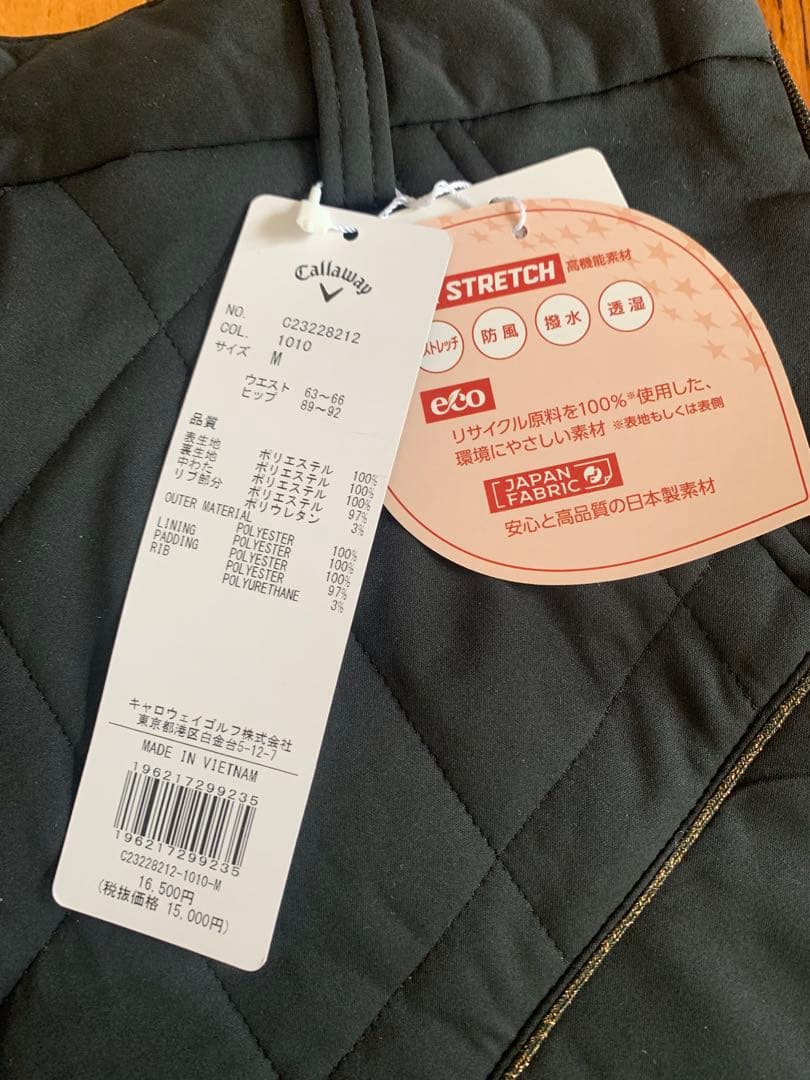 Callaway
NO. C23228212
COL. 1010
サイズ M
ウエスト 63～66
ヒップ 89～92
品質
表生地 ポリエステル 100%
裏生地 ポリエステル 100%
中わた ポリエステル 100%
リブ部分 ポリエステル 97%
ポリウレタン 3%
OUTER MATERIAL
POLYESTER 100%
LINING POLYESTER 100%
PADDING POLYESTER 100%
RIB POLYESTER 97%
POLYURETHANE 3%
キャロウェイゴルフ株式会社
東京都港区白金台5-12-7
MADE IN VIETNAM
196217299235
196217299235
C23228212-1010-M
16,500円
(税抜価格 15,000円)
STRETCH 高機能素材
ストレッチ 防風 撥水 透湿
eco
リサイクル原料を100%※使用した、
環境にやさしい素材 ※表地もしくは表側
JAPAN
FABRIC
安心と高品質の日本製素材